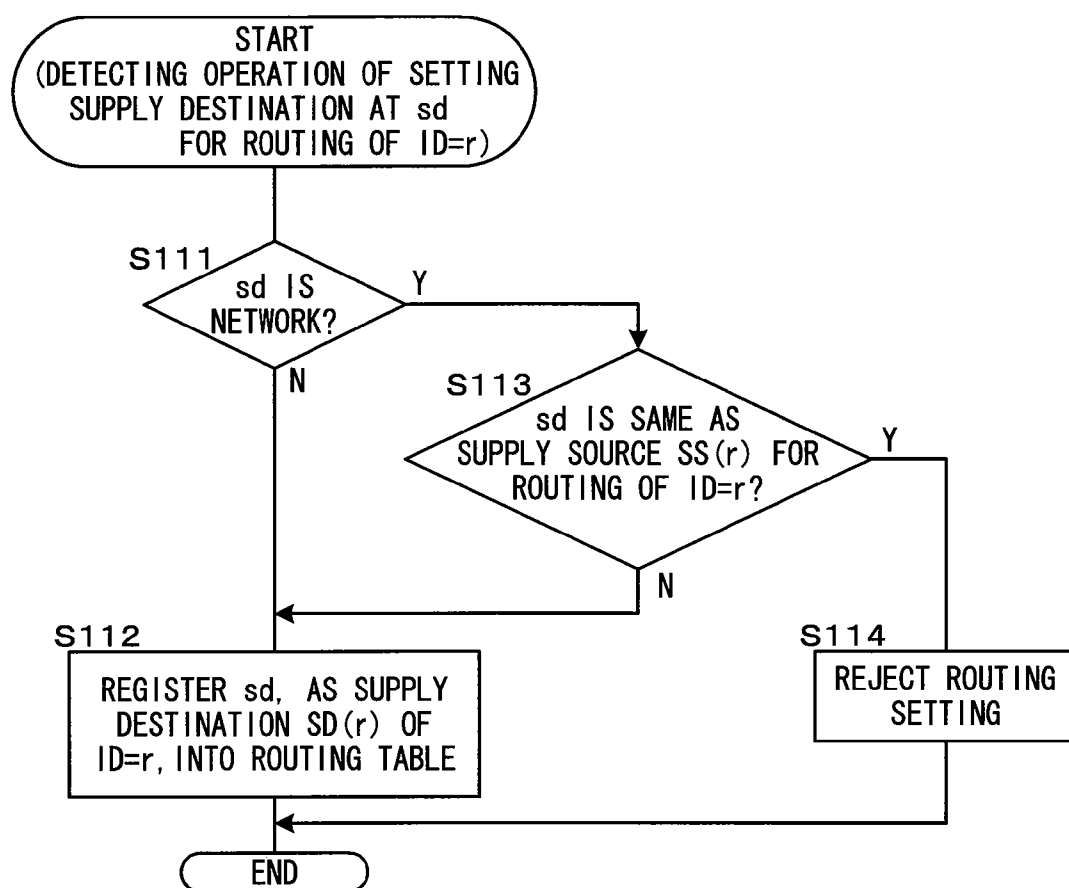 START
(DETECTING OPERATION OF SETTING
SUPPLY DESTINATION AT sd
FOR ROUTING OF ID=r)
S111
sd IS
NETWORK?
Y
N
S113
sd IS SAME AS
SUPPLY SOURCE SS(r) FOR
ROUTING OF ID=r?
Y
N
S112
REGISTER sd, AS SUPPLY
DESTINATION SD(r) OF
ID=r, INTO ROUTING TABLE
S114
REJECT ROUTING
SETTING
END